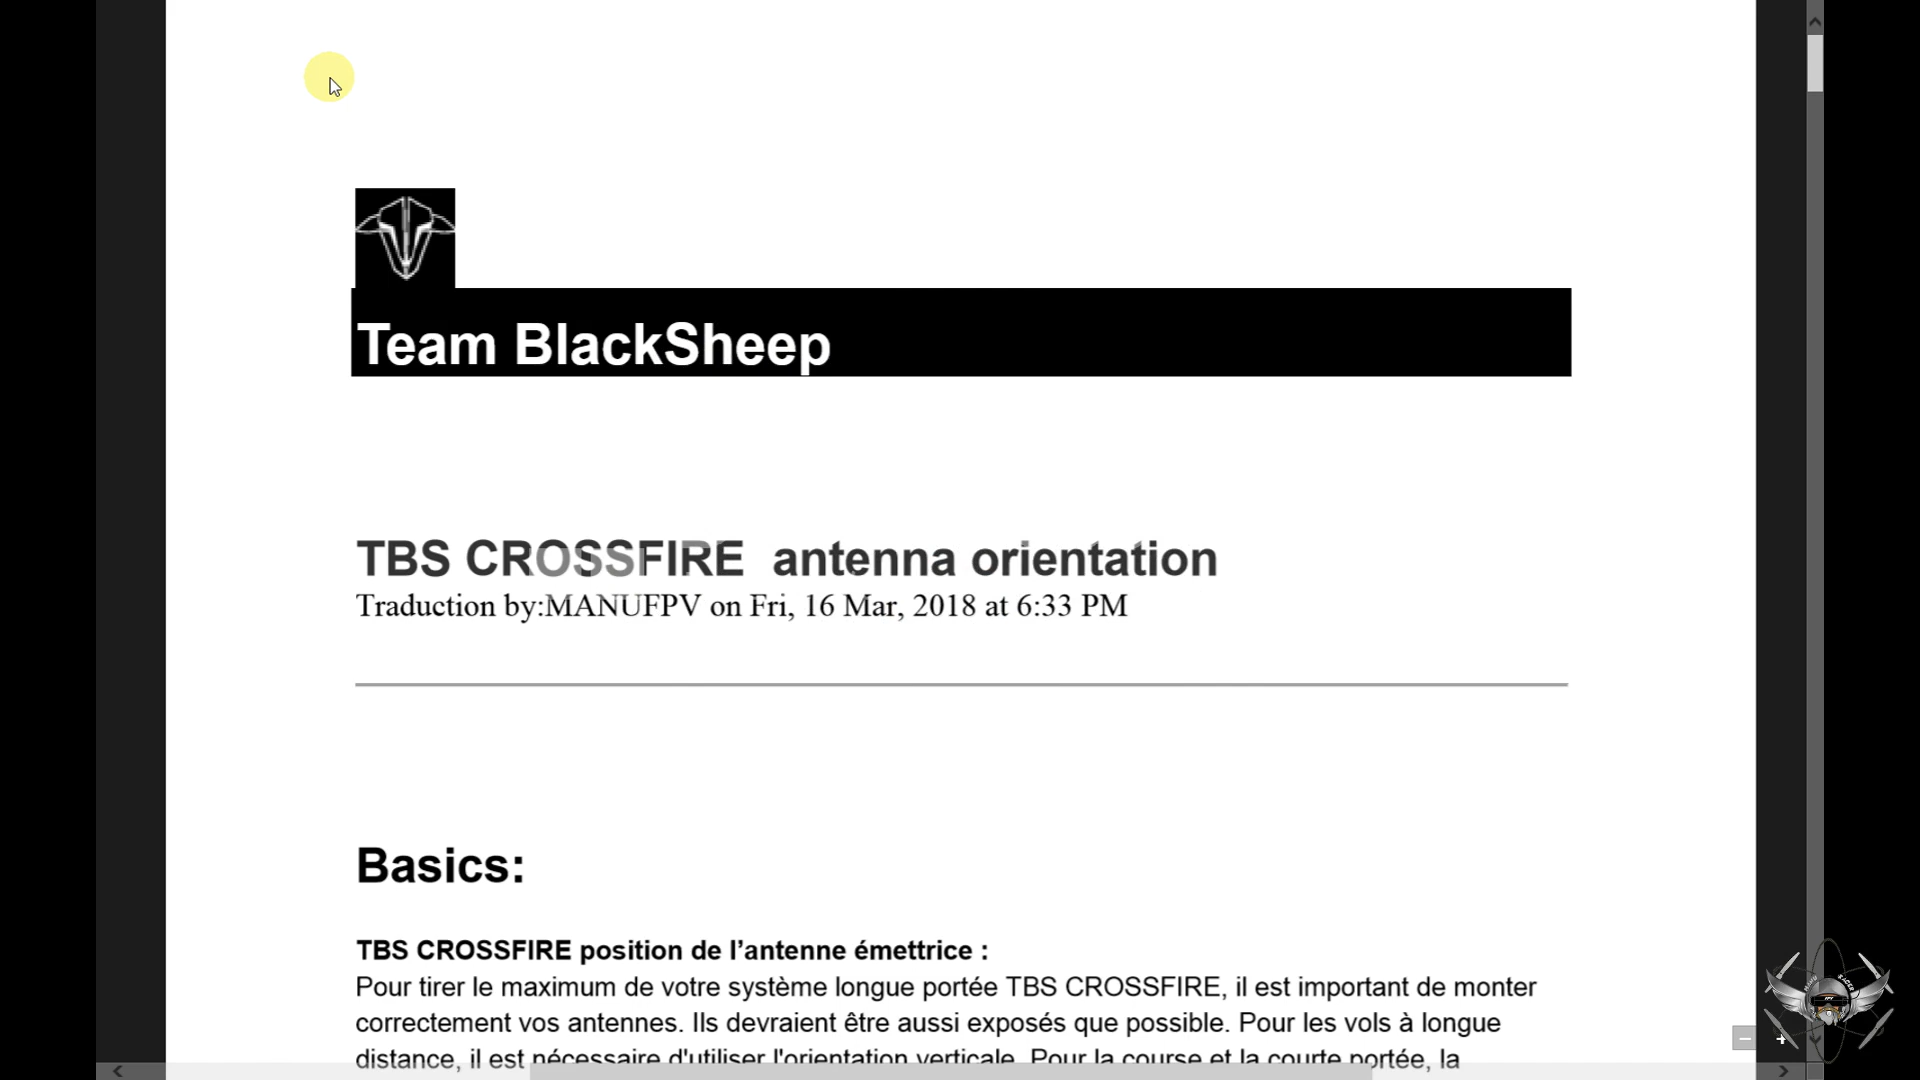 Team BlackSheep
TBS CROSSFIRE  antenna orientation
Traduction by:MANUFPV on Fri, 16 Mar, 2018 at 6:33 PM
Basics:
TBS CROSSFIRE position de l’antenne émettrice :
Pour tirer le maximum de votre système longue portée TBS CROSSFIRE, il est important de monter
correctement vos antennes. Ils devraient être aussi exposés que possible. Pour les vols à longue
distance, il est nécessaire d'utiliser l'orientation verticale. Pour la course et la courte portée, la